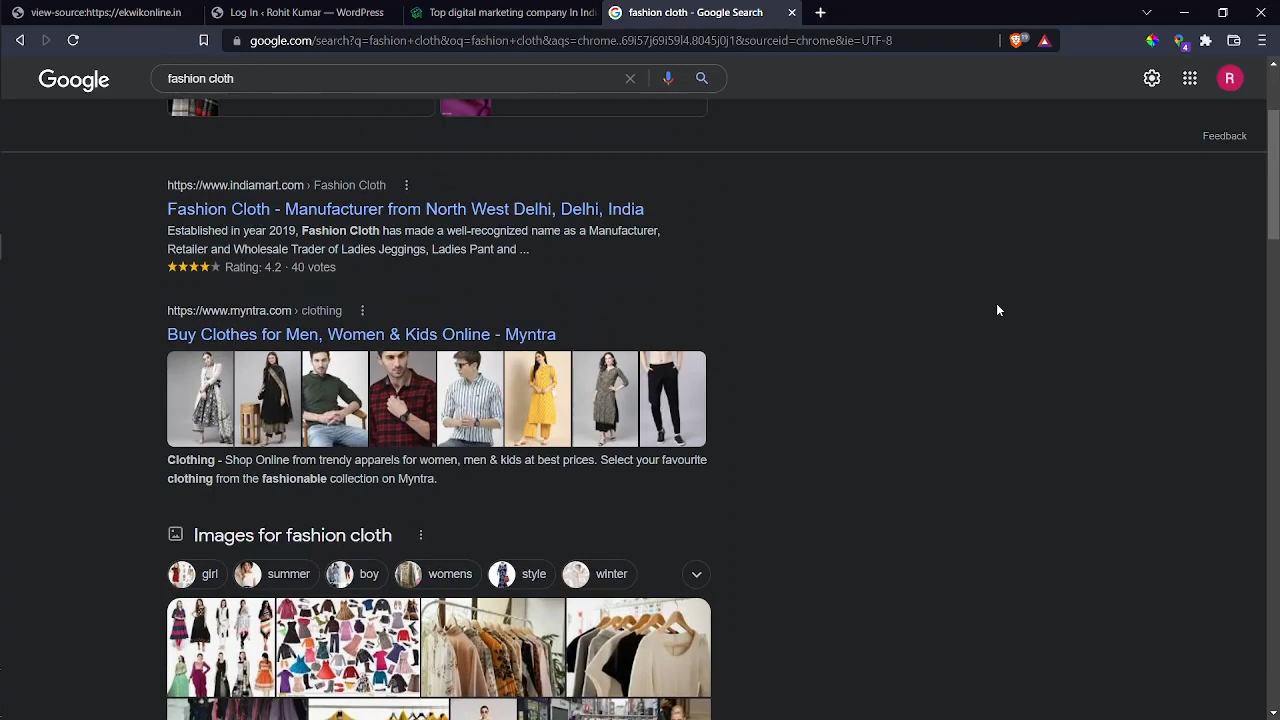 view-source:https://ekwikonline.in
Log In ‹ Rohit Kumar — WordPress
Top digital marketing company In Indi
fashion cloth - Google Search
google.com/search?q=fashion+cloth&oq=fashion+cloth&aqs=chrome..69i57j69i59l4.8045j0j1&sourceid=chrome&ie=UTF-8
19
4
Google
fashion cloth
R
Feedback
https://www.indiamart.com › Fashion Cloth
Fashion Cloth - Manufacturer from North West Delhi, Delhi, India
Established in year 2019, Fashion Cloth has made a well-recognized name as a Manufacturer,
Retailer and Wholesale Trader of Ladies Jeggings, Ladies Pant and ...
Rating: 4.2 · 40 votes
https://www.myntra.com › clothing
Buy Clothes for Men, Women & Kids Online - Myntra
Clothing - Shop Online from trendy apparels for women, men & kids at best prices. Select your favourite
clothing from the fashionable collection on Myntra.
Images for fashion cloth
girl
summer
boy
womens
style
winter